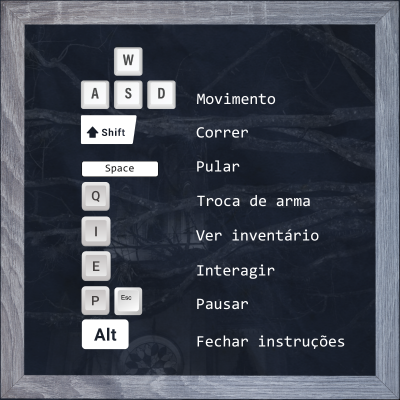 W
A S D Movimento
Shift Correr
Space Pular
Q Troca de arma
I Ver inventário
E Interagir
P Esc Pausar
Alt Fechar instruções